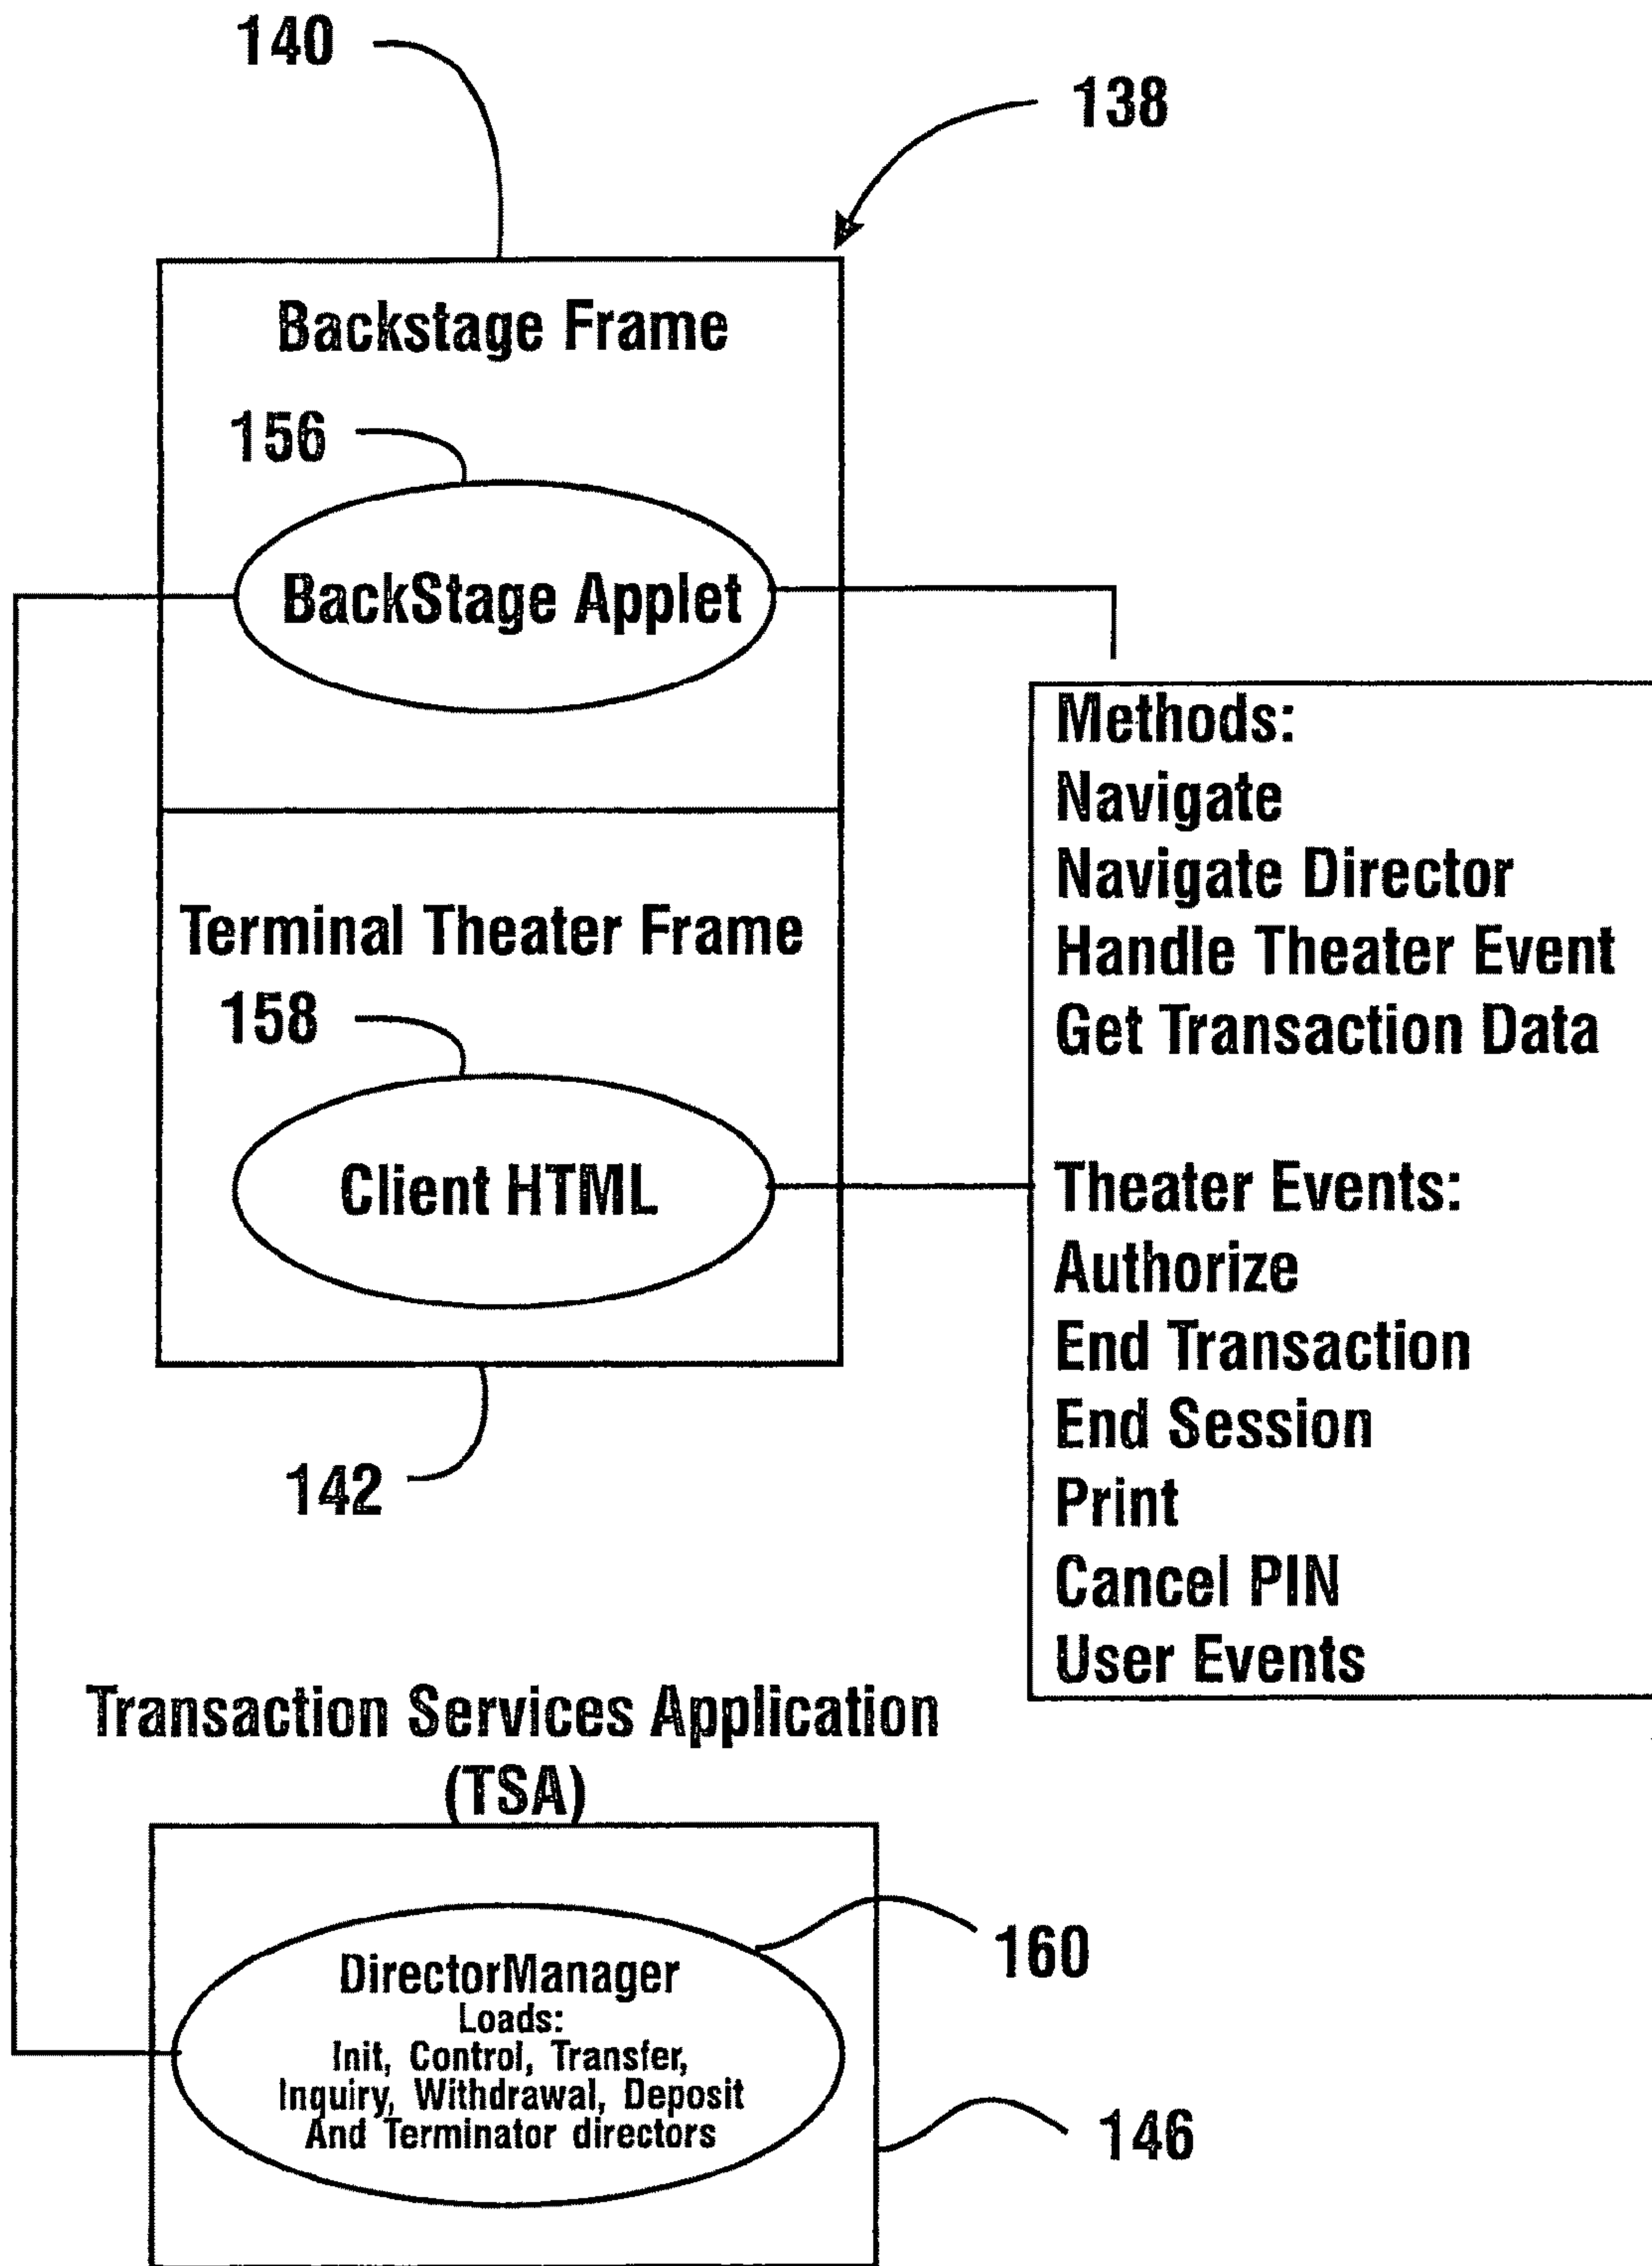 140
138
Backstage Frame
156
BackStage Applet
Methods:
Navigate
Navigate Director
Handle Theater Event
Get Transaction Data
Terminal Theater Frame
158
Client HTML
Theater Events:
Authorize
End Transaction
End Session
Print
Cancel PIN
User Events
142
Transaction Services Application
(TSA)
DirectorManager
Loads:
Init, Control, Transfer,
Inquiry, Withdrawal, Deposit
And Terminator directors
160
146